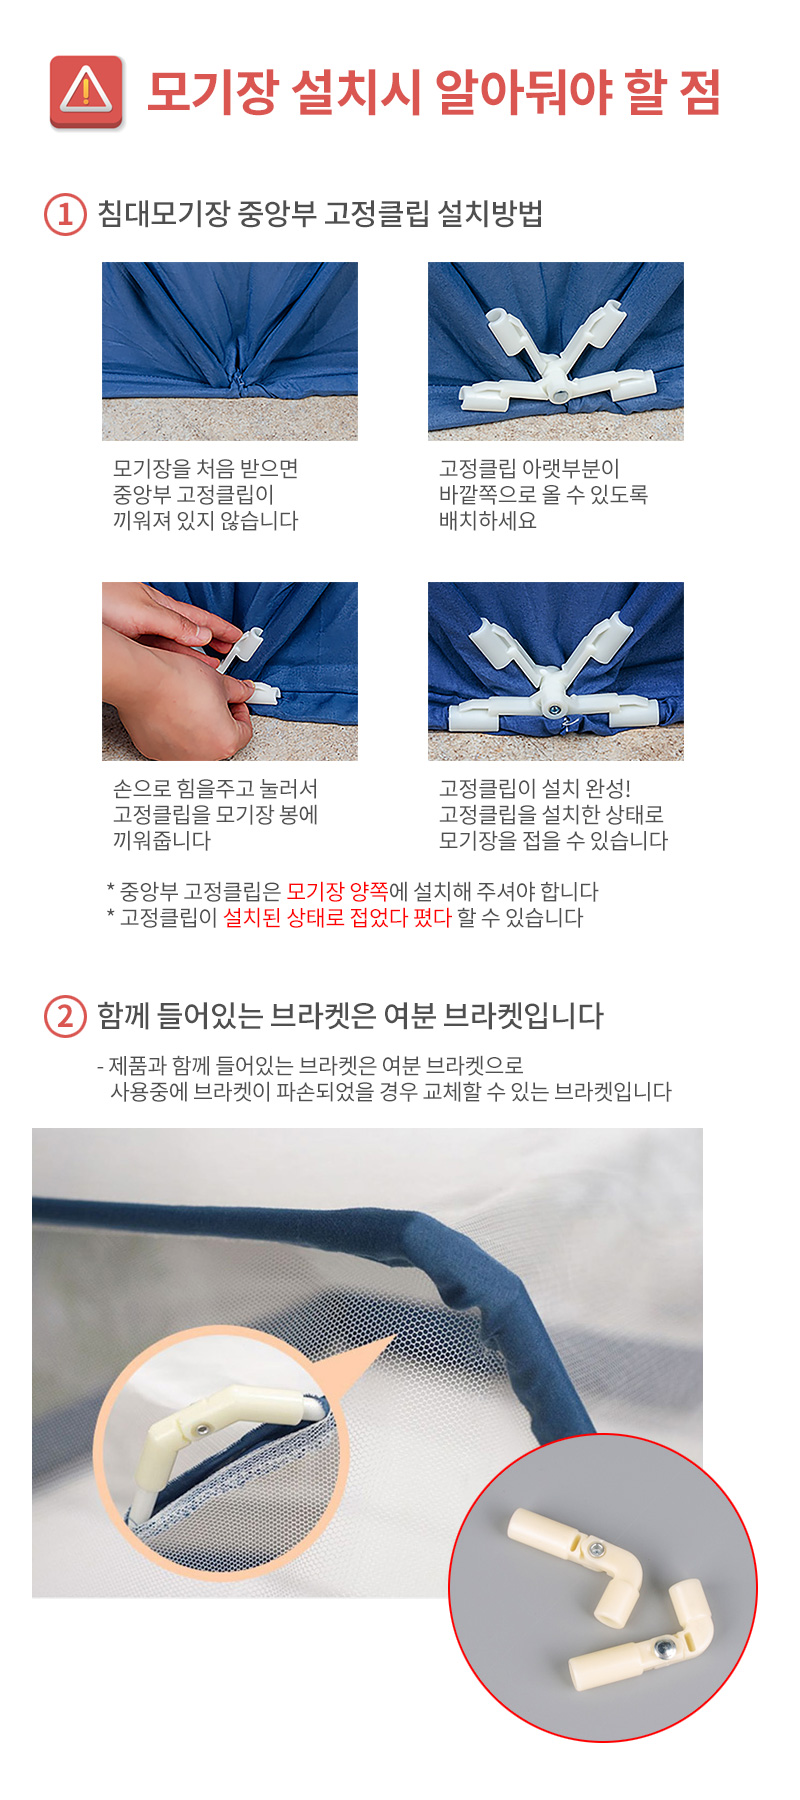 모기장 설치시 알아둬야 할 점
1 침대모기장 중앙부 고정클립 설치방법
모기장을 처음 받으면
중앙부 고정클립이
끼워져 있지 않습니다
고정클립 아랫부분이
바깥쪽으로 올 수 있도록
배치하세요
손으로 힘을주고 눌러서
고정클립을 모기장 봉에
끼워줍니다
고정클립이 설치 완성!
고정클립을 설치한 상태로
모기장을 접을 수 있습니다
* 중앙부 고정클립은 모기장 양쪽에 설치해 주셔야 합니다
* 고정클립이 설치된 상태로 접었다 폈다 할 수 있습니다
2 함께 들어있는 브라켓은 여분 브라켓입니다
- 제품과 함께 들어있는 브라켓은 여분 브라켓으로
사용중에 브라켓이 파손되었을 경우 교체할 수 있는 브라켓입니다